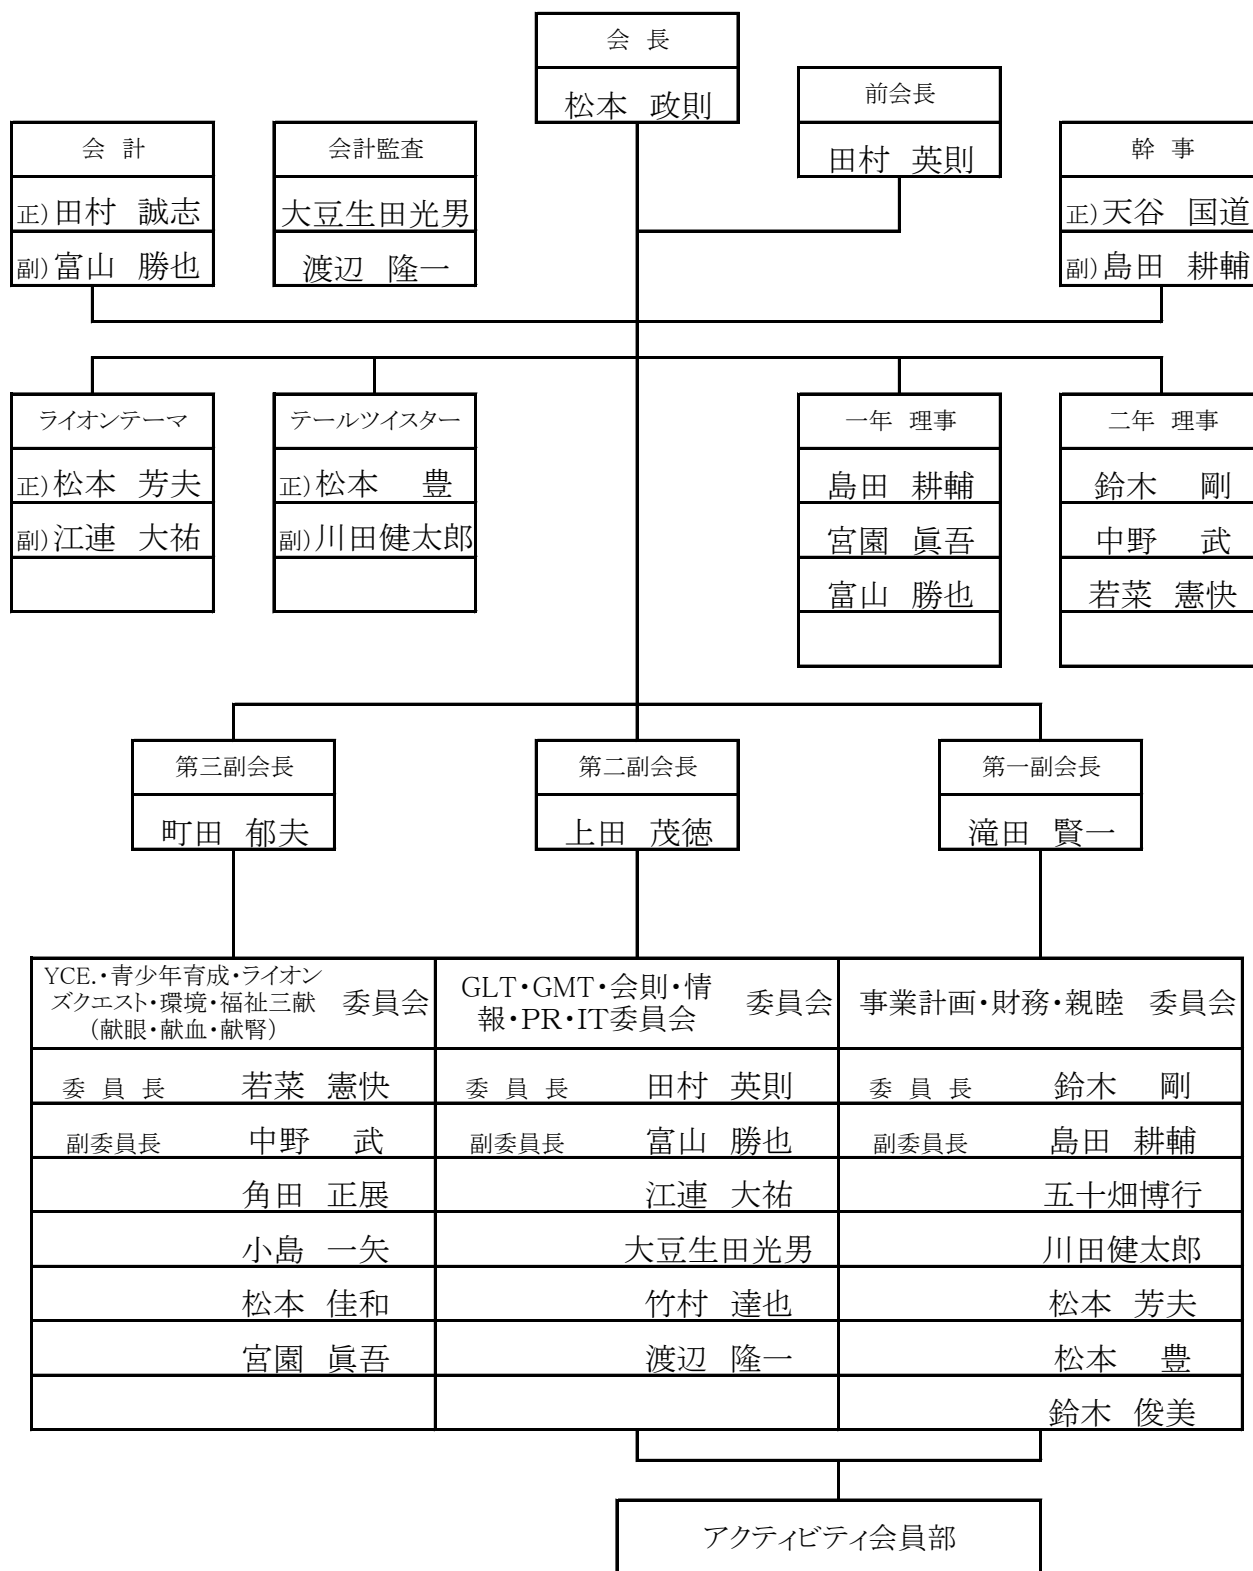 会 長
松本 政則
前会長
田村 英則
会 計
正)田村 誠志
副)富山 勝也
会計監査
大豆生田光男
渡辺 隆一
幹 事
正)天谷 国道
副)島田 耕輔
ライオンテーマ
正)松本 芳夫
副)江連 大祐
テールツイスター
正)松本 豊
副)川田健太郎
一年 理事
島田 耕輔
宮園 眞吾
富山 勝也
二年 理事
鈴木 剛
中野 武
若菜 憲快
第三副会長
町田 郁夫
第二副会長
上田 茂徳
第一副会長
滝田 賢一
YCE.・青少年育成・ライオン
ズクエスト・環境・福祉三献
(献眼・献血・献腎)
委員会
委 員 長 若菜 憲快
副委員長 中野 武
角田 正展
小島 一矢
松本 佳和
宮園 眞吾
GLT・GMT・会則・情
報・PR・IT委員会
委員会
委 員 長 田村 英則
副委員長 富山 勝也
江連 大祐
大豆生田光男
竹村 達也
渡辺 隆一
事業計画・財務・親睦 委員会
委 員 長 鈴木 剛
副委員長 島田 耕輔
五十畑博行
川田健太郎
松本 芳夫
松本 豊
鈴木 俊美
アクティビティ会員部